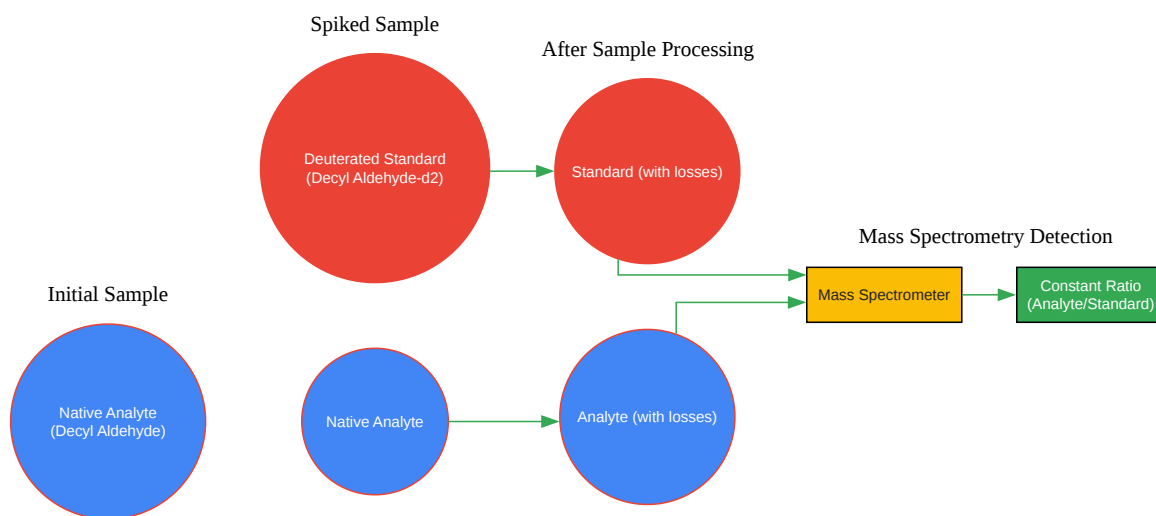 Spiked Sample
After Sample Processing
Deuterated Standard
(Decyl Aldehyde-d2)
Standard (with losses)
Mass Spectrometry Detection
Initial Sample
Mass Spectrometer
Constant Ratio
(Analyte/Standard)
Native Analyte
(Decyl Aldehyde)
Native Analyte
Analyte (with losses)